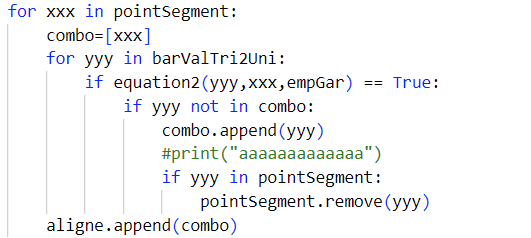 for xxx in pointSegment:
    combo=[xxx]
    for yyy in barValTri2Uni:
        if equation2(yyy,xxx,empGar) == True:
            if yyy not in combo:
                combo.append(yyy)
                #print("aaaaaaaaaaaaa")
                if yyy in pointSegment:
                    pointSegment.remove(yyy)
    aligne.append(combo)